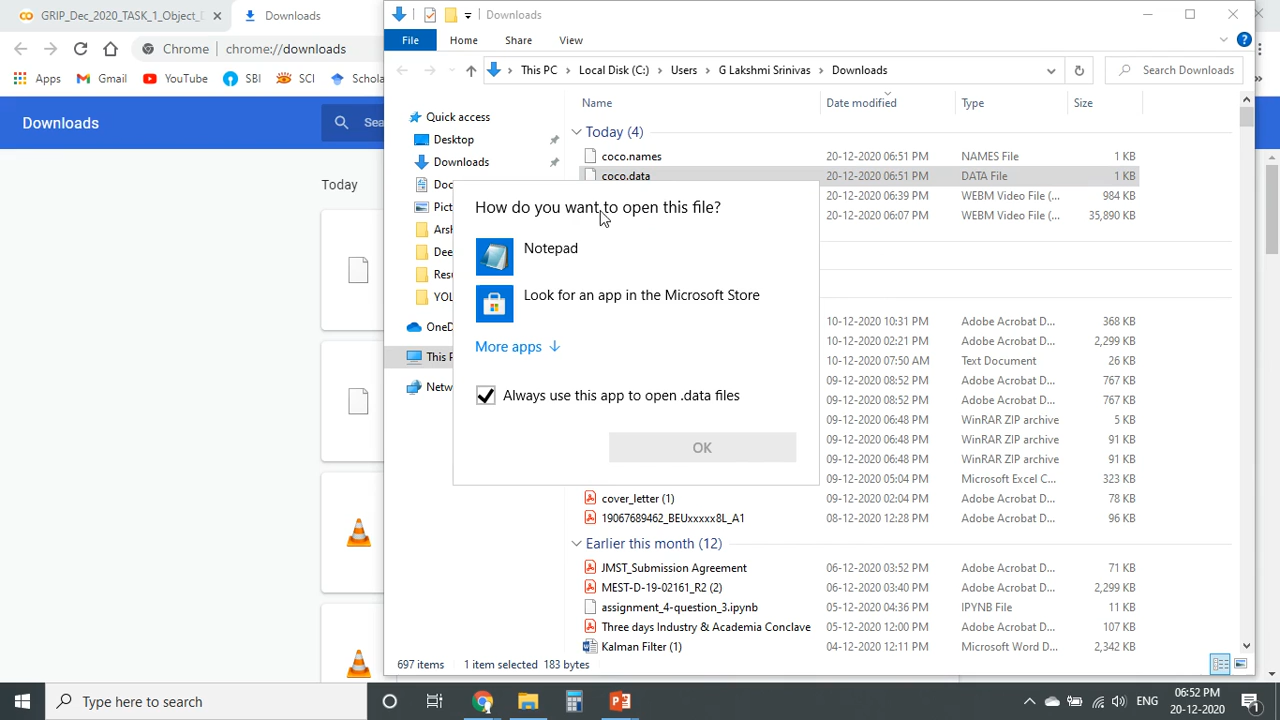 GRIP_Dec_2020_TASK_1_Object_D
Downloads
Downloads
Chrome
chrome://downloads
File
Home
Share
View
This PC
Local Disk (C:)
Users
G Lakshmi Srinivas
Downloads
Search Downloads
Apps
Gmail
YouTube
SBI
SCI
Schola
Downloads
Sea
Today
Quick access
Desktop
Downloads
Doc
Pict
Arsh
Dee
Resu
YOL
OneD
This P
Netw
Name
Date modified
Type
Size
Today (4)
coco.names 20-12-2020 06:51 PM NAMES File 1 KB
coco.data 20-12-2020 06:51 PM DATA File 1 KB
20-12-2020 06:39 PM WEBM Video File (... 984 KB
20-12-2020 06:07 PM WEBM Video File (... 35,890 KB
How do you want to open this file?
Notepad
Look for an app in the Microsoft Store
More apps
Always use this app to open .data files
OK
10-12-2020 10:31 PM Adobe Acrobat D... 368 KB
10-12-2020 02:21 PM Adobe Acrobat D... 2,299 KB
10-12-2020 07:50 AM Text Document 26 KB
09-12-2020 08:52 PM Adobe Acrobat D... 767 KB
09-12-2020 08:52 PM Adobe Acrobat D... 767 KB
09-12-2020 06:48 PM WinRAR ZIP archive 5 KB
09-12-2020 06:48 PM WinRAR ZIP archive 91 KB
09-12-2020 06:48 PM WinRAR ZIP archive 91 KB
09-12-2020 05:04 PM Microsoft Excel C... 323 KB
cover_letter (1) 09-12-2020 02:04 PM Adobe Acrobat D... 78 KB
19067689462_BEUxxxxx8L_A1 08-12-2020 12:28 PM Adobe Acrobat D... 96 KB
Earlier this month (12)
JMST_Submission Agreement 06-12-2020 03:52 PM Adobe Acrobat D... 71 KB
MEST-D-19-02161_R2 (2) 06-12-2020 03:40 PM Adobe Acrobat D... 2,299 KB
assignment_4-question_3.ipynb 05-12-2020 04:36 PM IPYNB File 11 KB
Three days Industry & Academia Conclave 05-12-2020 12:00 PM Adobe Acrobat D... 107 KB
Kalman Filter (1) 04-12-2020 12:11 PM Microsoft Word D... 2,342 KB
697 items
1 item selected 183 bytes
Type here to search
ENG
06:52 PM
20-12-2020
1